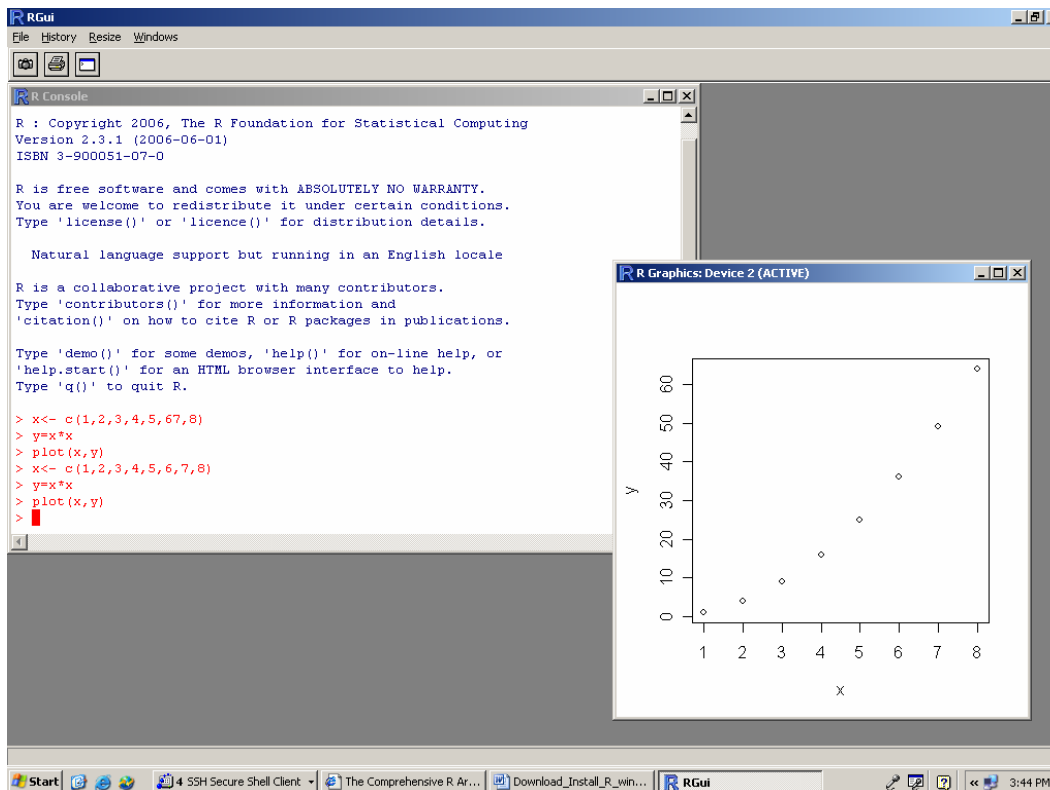 RGui
File History Resize Windows
R Console
R : Copyright 2006, The R Foundation for Statistical Computing
Version 2.3.1 (2006-06-01)
ISBN 3-900051-07-0
R is free software and comes with ABSOLUTELY NO WARRANTY.
You are welcome to redistribute it under certain conditions.
Type 'license()' or 'licence()' for distribution details.
Natural language support but running in an English locale
R is a collaborative project with many contributors.
Type 'contributors()' for more information and
'citation()' on how to cite R or R packages in publications.
Type 'demo()' for some demos, 'help()' for on-line help, or
'help.start()' for an HTML browser interface to help.
Type 'q()' to quit R.
> x<- c(1,2,3,4,5,67,8)
> y=x*x
> plot(x,y)
> x<- c(1,2,3,4,5,6,7,8)
> y=x*x
> plot(x,y)
>
R Graphics: Device 2 (ACTIVE)
60
50
40
30
20
10
0
y
1 2 3 4 5 6 7 8
x
Start 4 SSH Secure Shell Client The Comprehensive R Ar... Download_Install_R_win... RGui « 3:44 PM